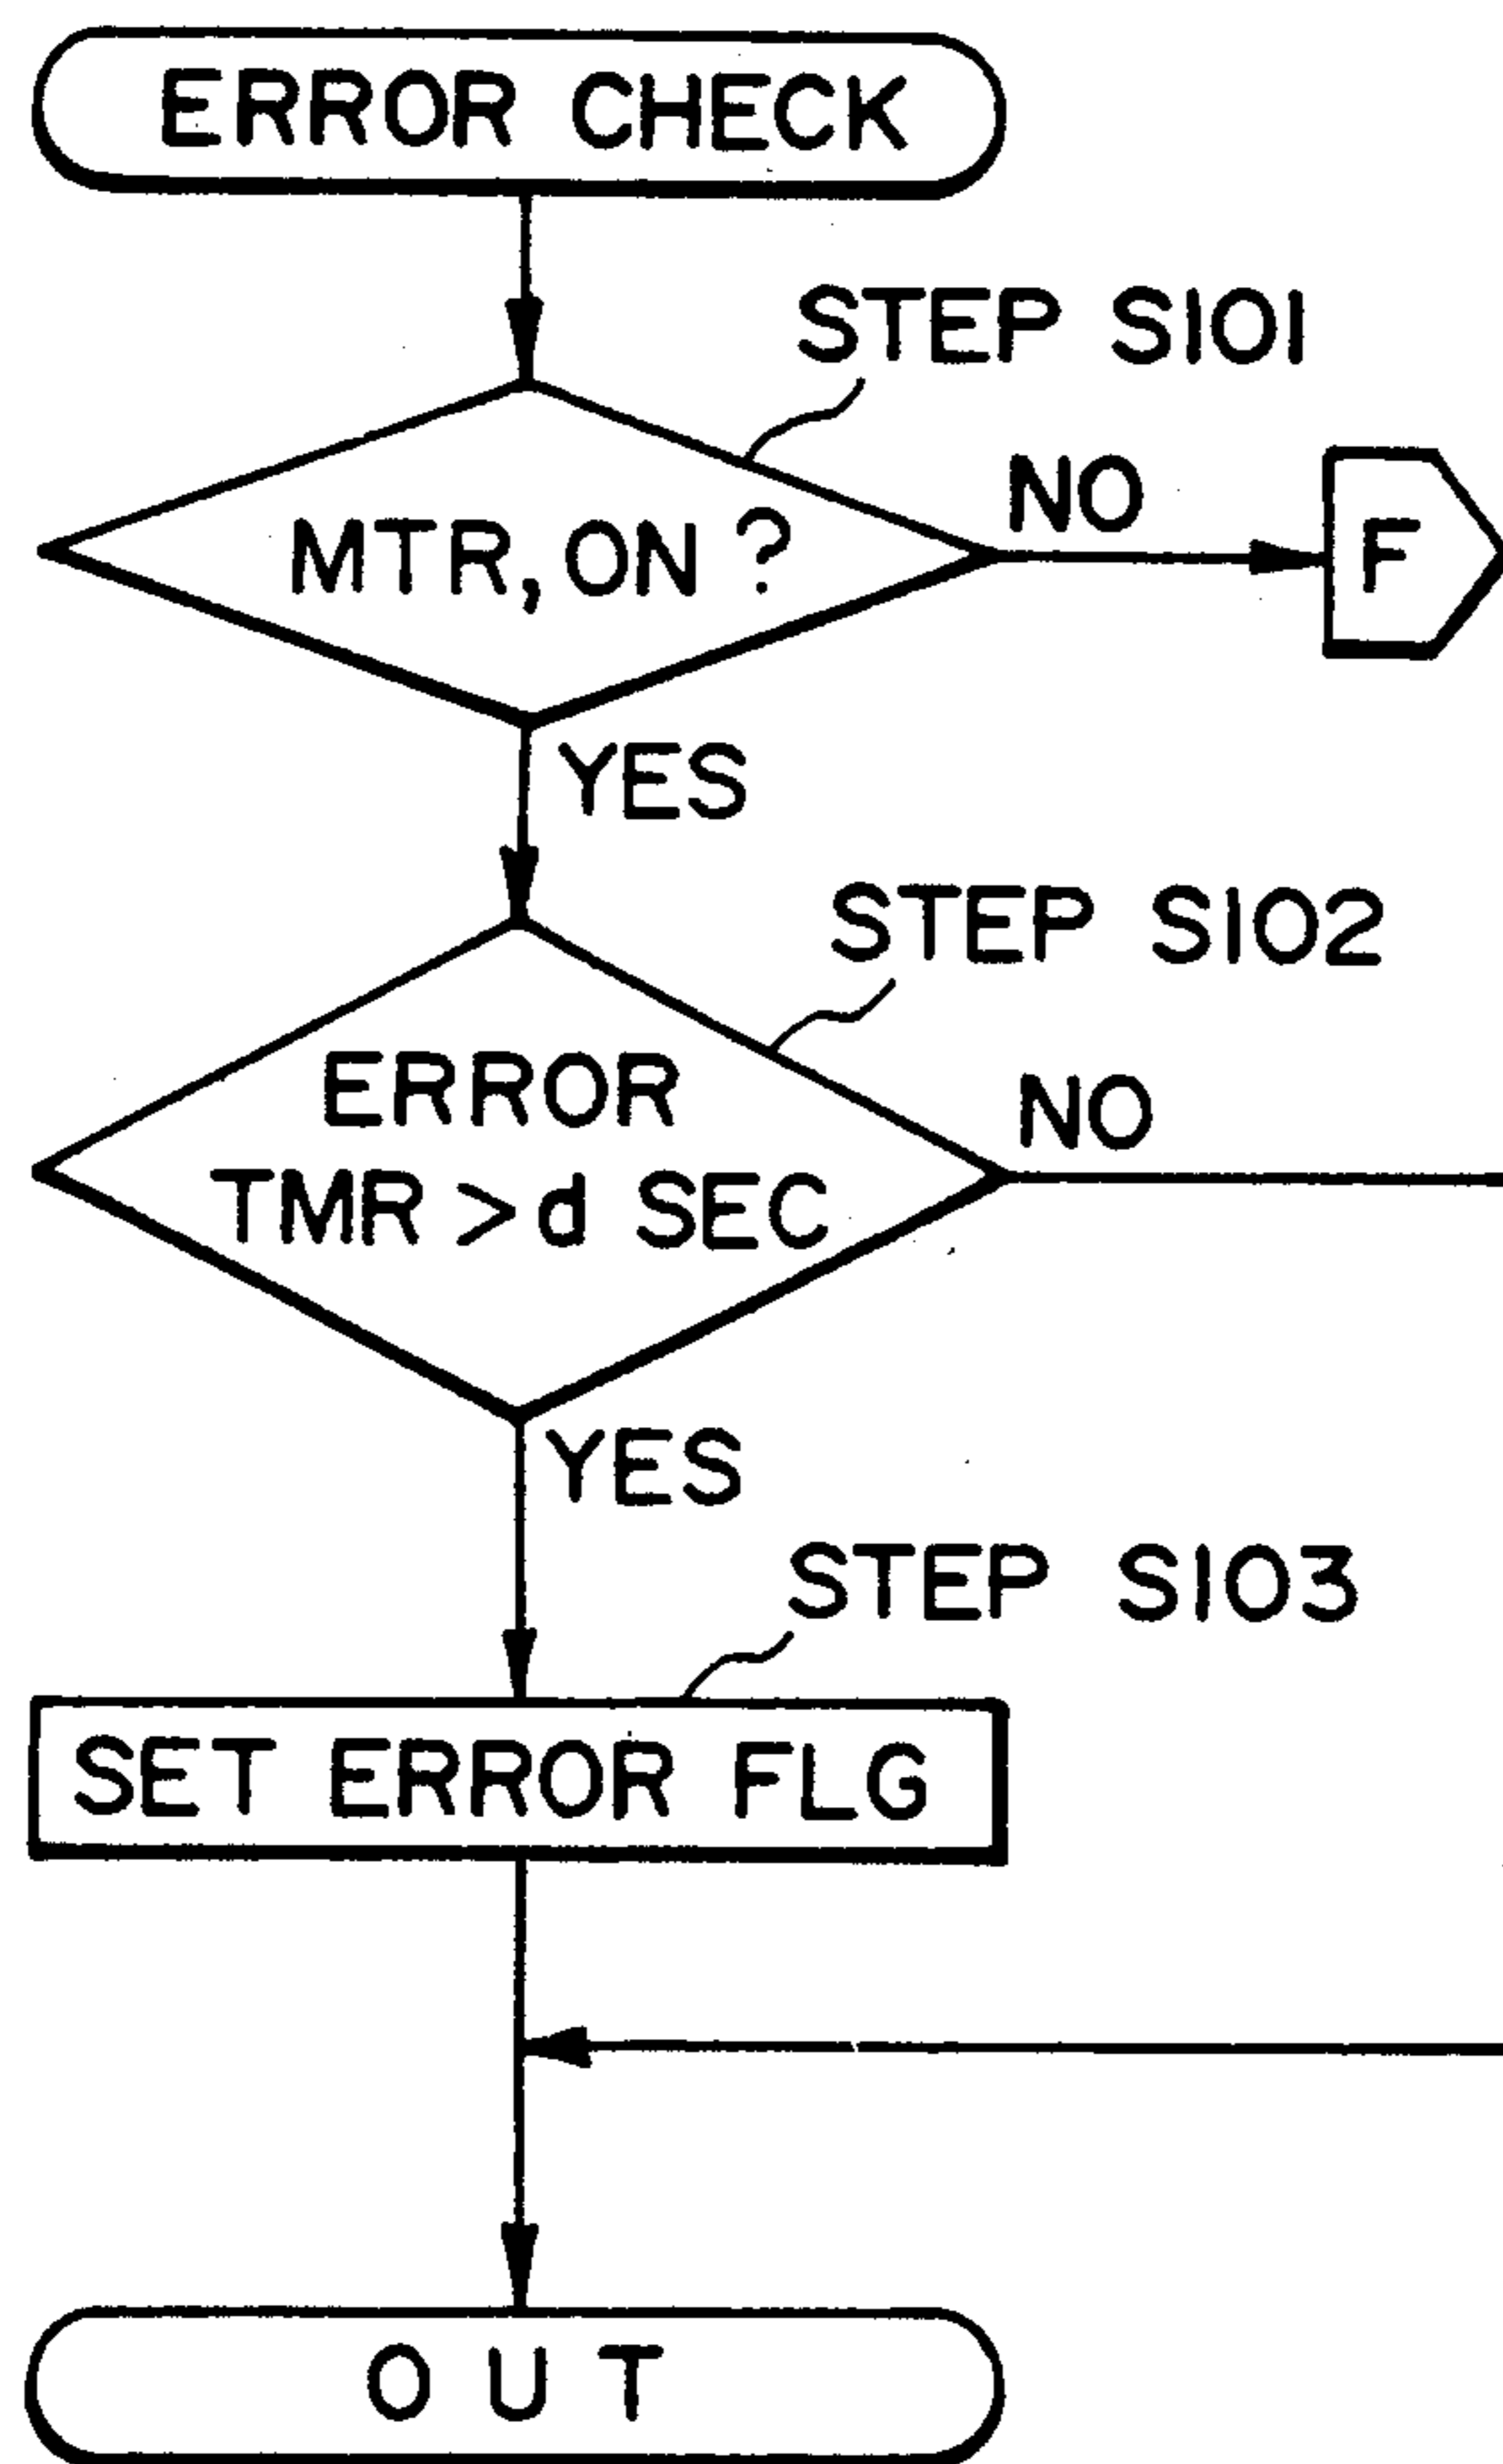 ERROR CHECK
STEP S101
MTR,ON ?
NO
F
YES
STEP S102
ERROR
TMR > d SEC
NO
YES
STEP S103
SET ERROR FLG
OUT